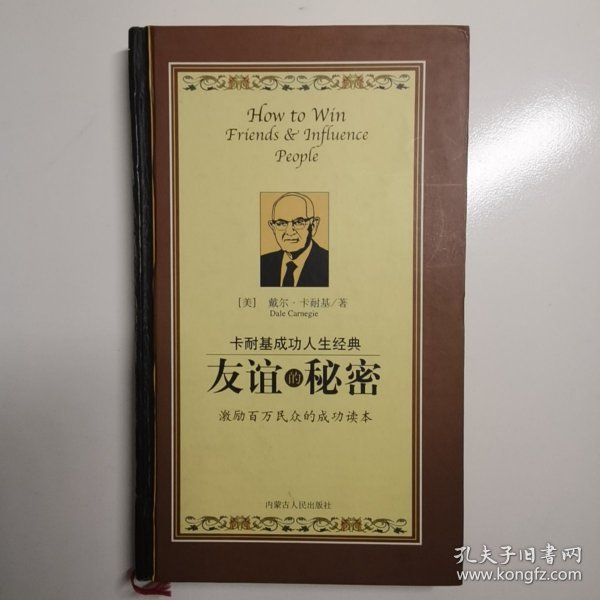 How to Win
Friends & Influence
People
[美] 戴尔·卡耐基/著
Dale Carnegie
卡耐基成功人生经典
友谊的秘密
激励百万民众的成功读本
内蒙古人民出版社
孔夫子旧书网
www.kongfz.com